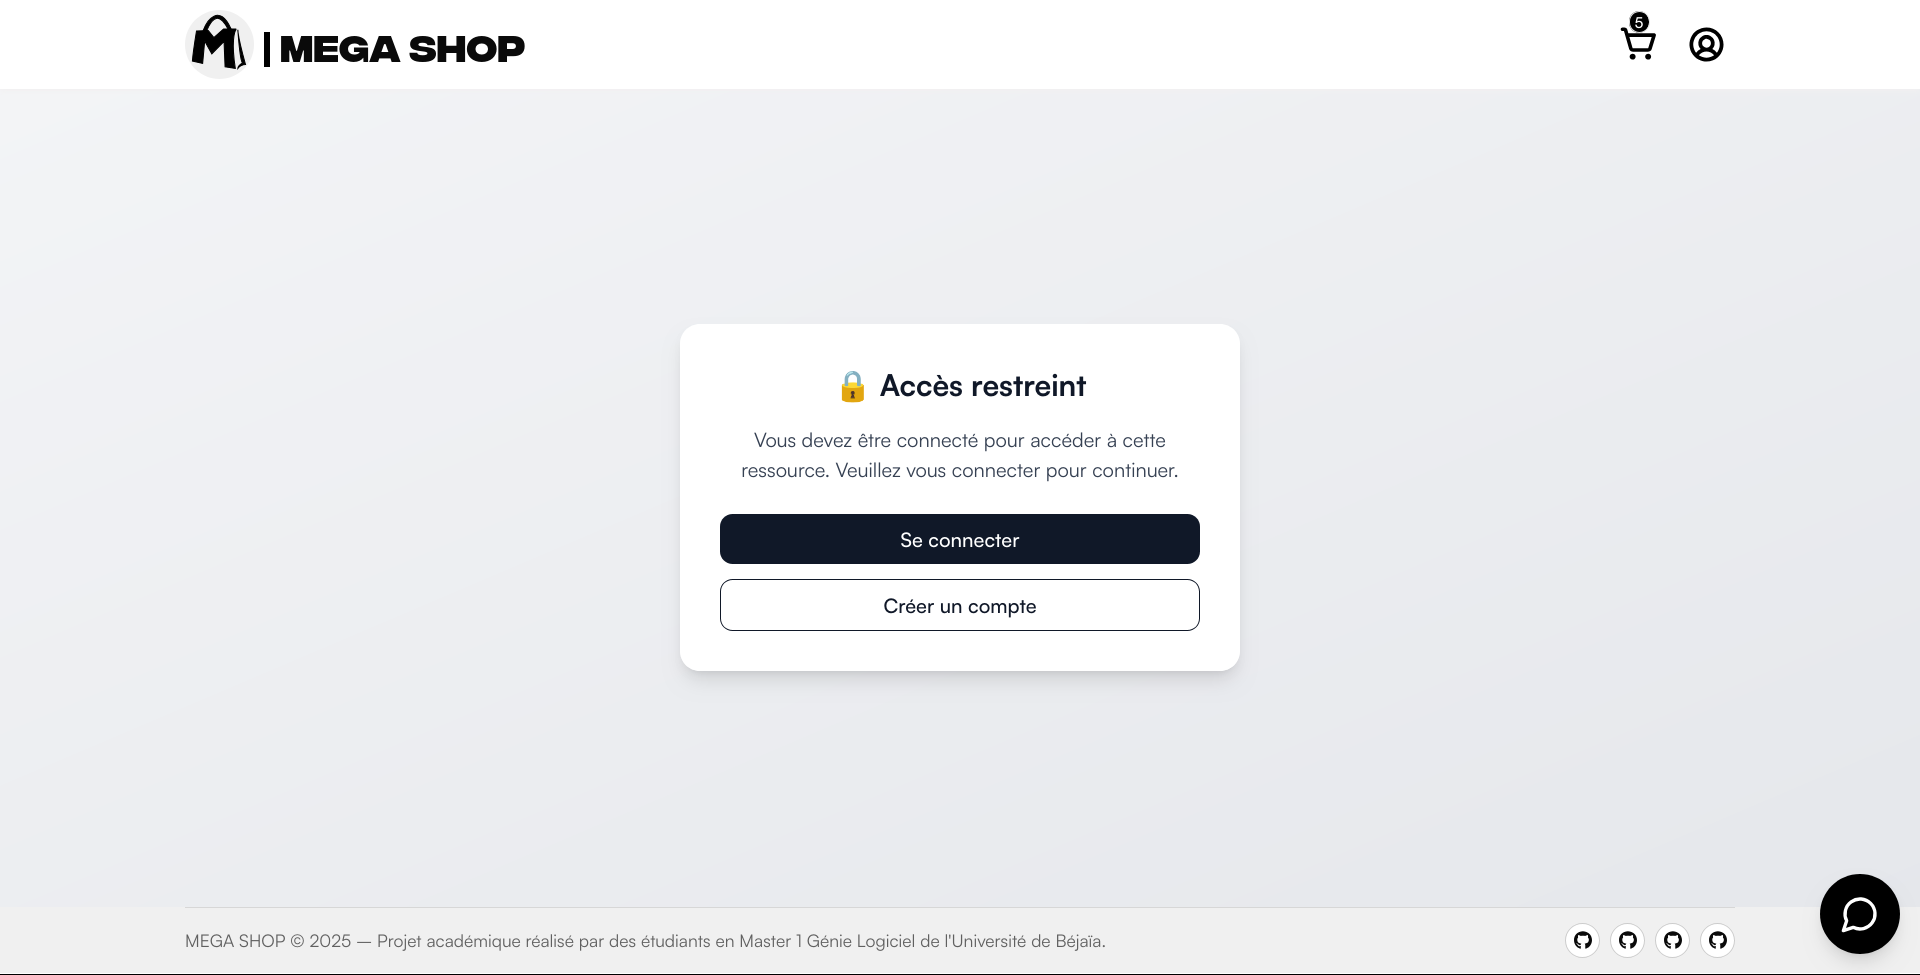 | MEGA SHOP
5
🔒 Accès restreint
Vous devez être connecté pour accéder à cette
ressource. Veuillez vous connecter pour continuer.
Se connecter
Créer un compte
MEGA SHOP © 2025 — Projet académique réalisé par des étudiants en Master 1 Génie Logiciel de l'Université de Béjaïa.